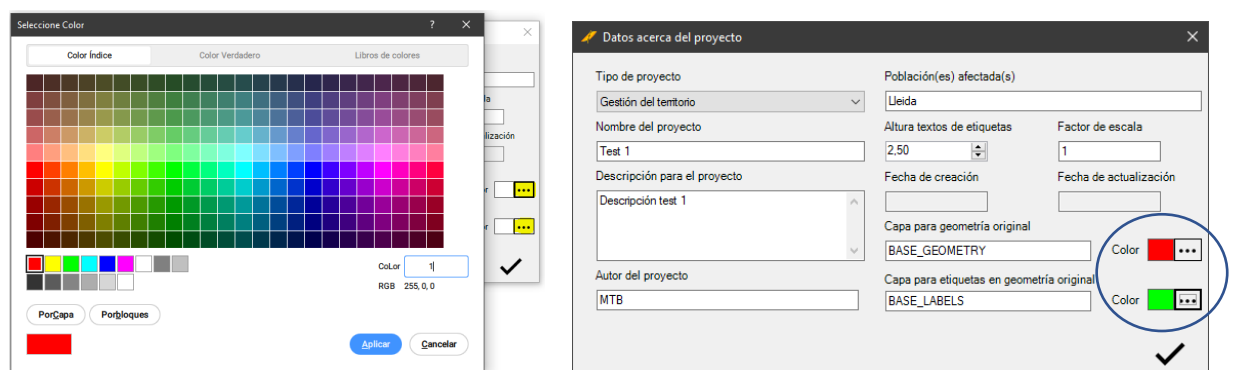 Seleccione Color
?
Color Índice
Color Verdadero
Libros de colores
CoLor 1
RGB 255, 0, 0
PorCapa
Porbloques
Aplicar
Cancelar
la
lización
r
r
Datos acerca del proyecto
Tipo de proyecto
Gestión del territorio
Nombre del proyecto
Test 1
Descripción para el proyecto
Descripción test 1
Autor del proyecto
MTB
Población(es) afectada(s)
Lleida
Altura textos de etiquetas
Factor de escala
2,50
1
Fecha de creación
Fecha de actualización
Capa para geometría original
BASE_GEOMETRY
Color
Capa para etiquetas en geometría original
BASE_LABELS
Color